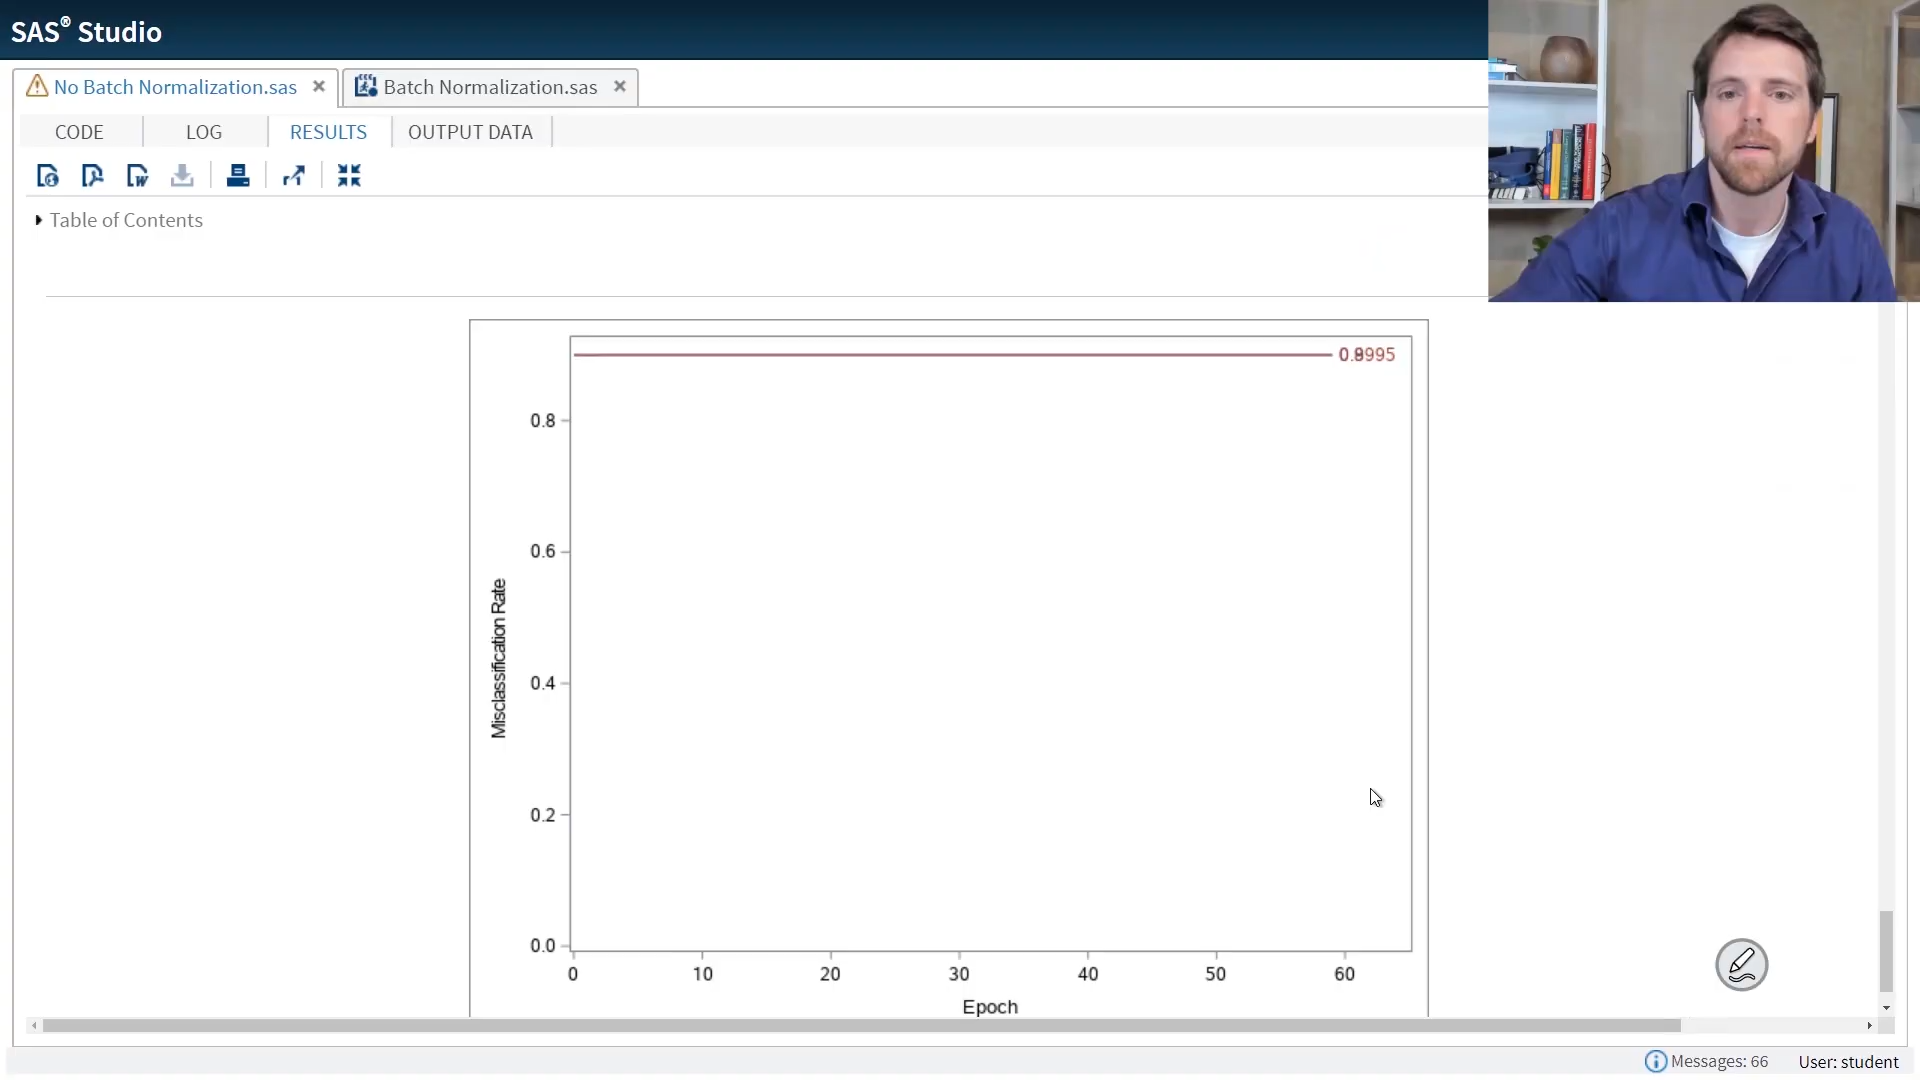 SAS® Studio
No Batch Normalization.sas
Batch Normalization.sas
CODE
LOG
RESULTS
OUTPUT DATA
Table of Contents
0.8
0.6
0.4
0.2
0.0
Misclassification Rate
0 10 20 30 40 50 60
Epoch
Messages: 66
User: student